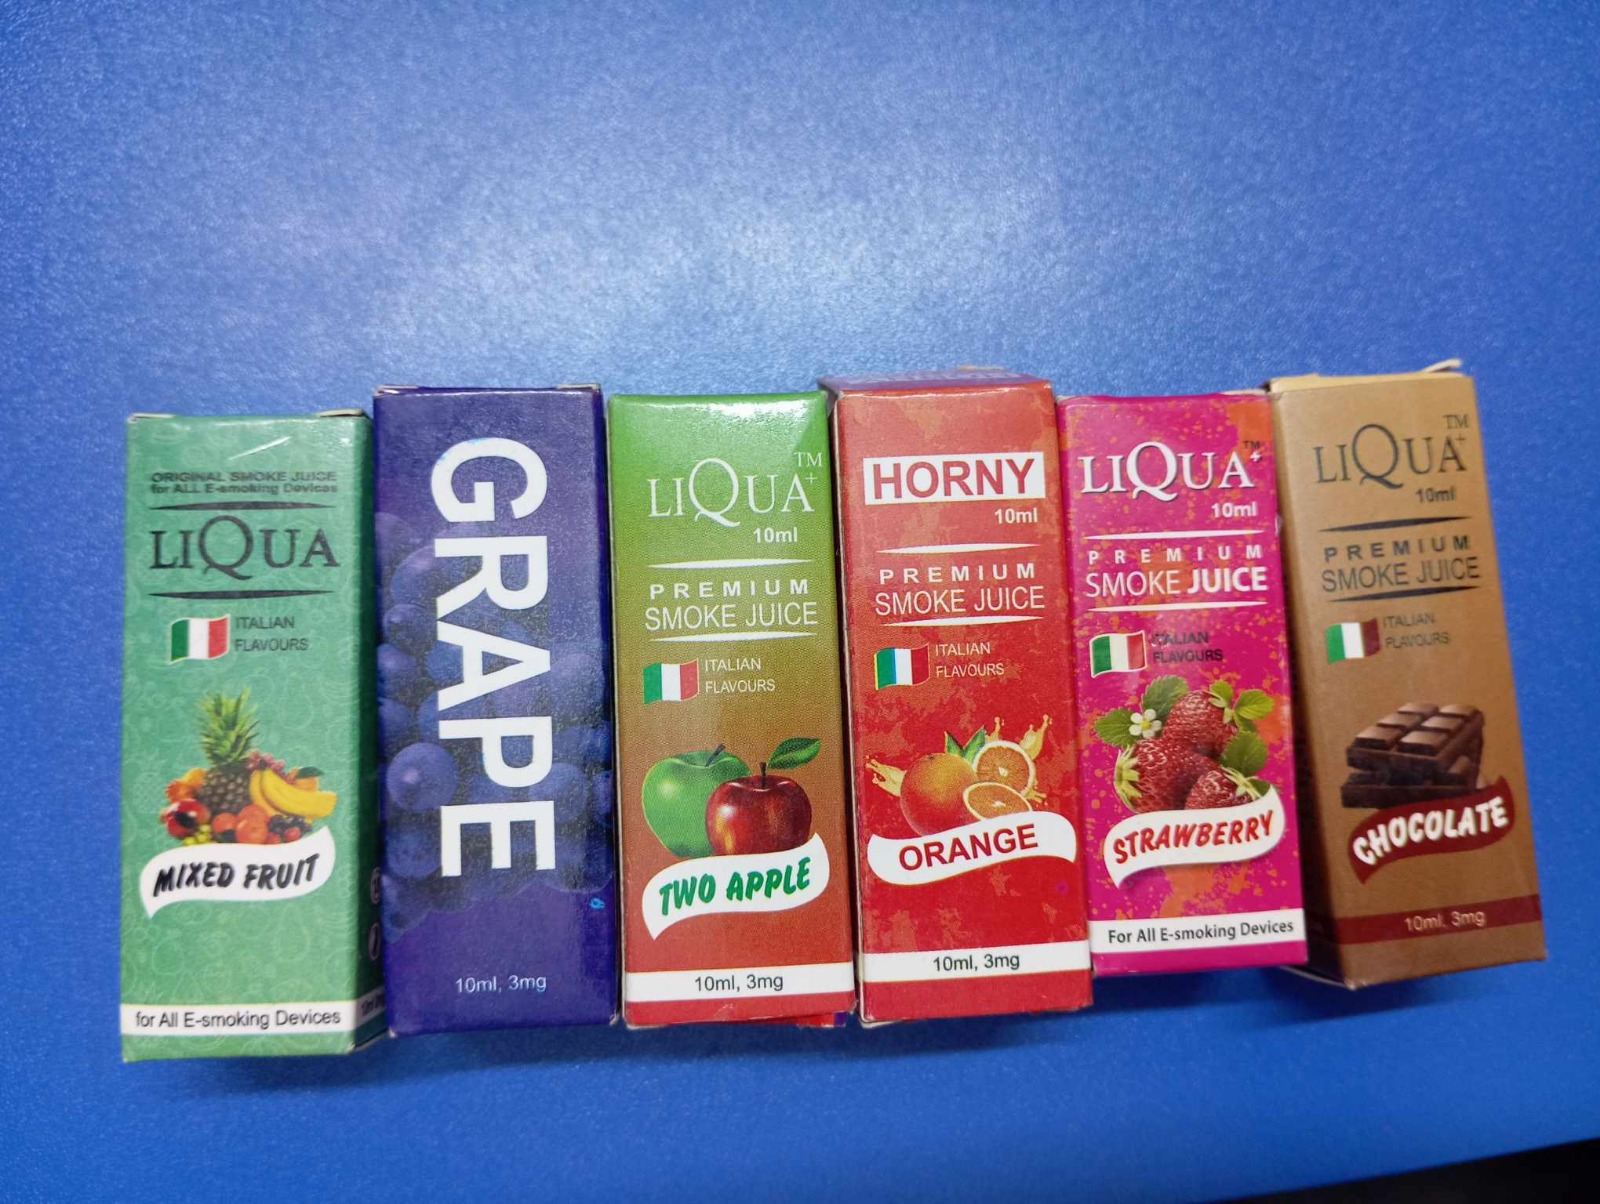 ORIGINAL SMOKE JUICE
for ALL E-smoking Devices
LIQUA
ITALIAN
FLAVOURS
MIXED FRUIT
for All E-smoking Devices
GRAPE
10ml, 3mg
LIQUA+™
10ml
PREMIUM
SMOKE JUICE
ITALIAN
FLAVOURS
TWO APPLE
10ml, 3mg
HORNY
10ml
PREMIUM
SMOKE JUICE
ITALIAN
FLAVOURS
ORANGE
10ml, 3mg
LIQUA+™
10ml
PREMIUM
SMOKE JUICE
ITALIAN
FLAVOURS
STRAWBERRY
For All E-smoking Devices
LIQUA+™
10ml
PREMIUM
SMOKE JUICE
ITALIAN
FLAVOURS
CHOCOLATE
10ml, 3mg